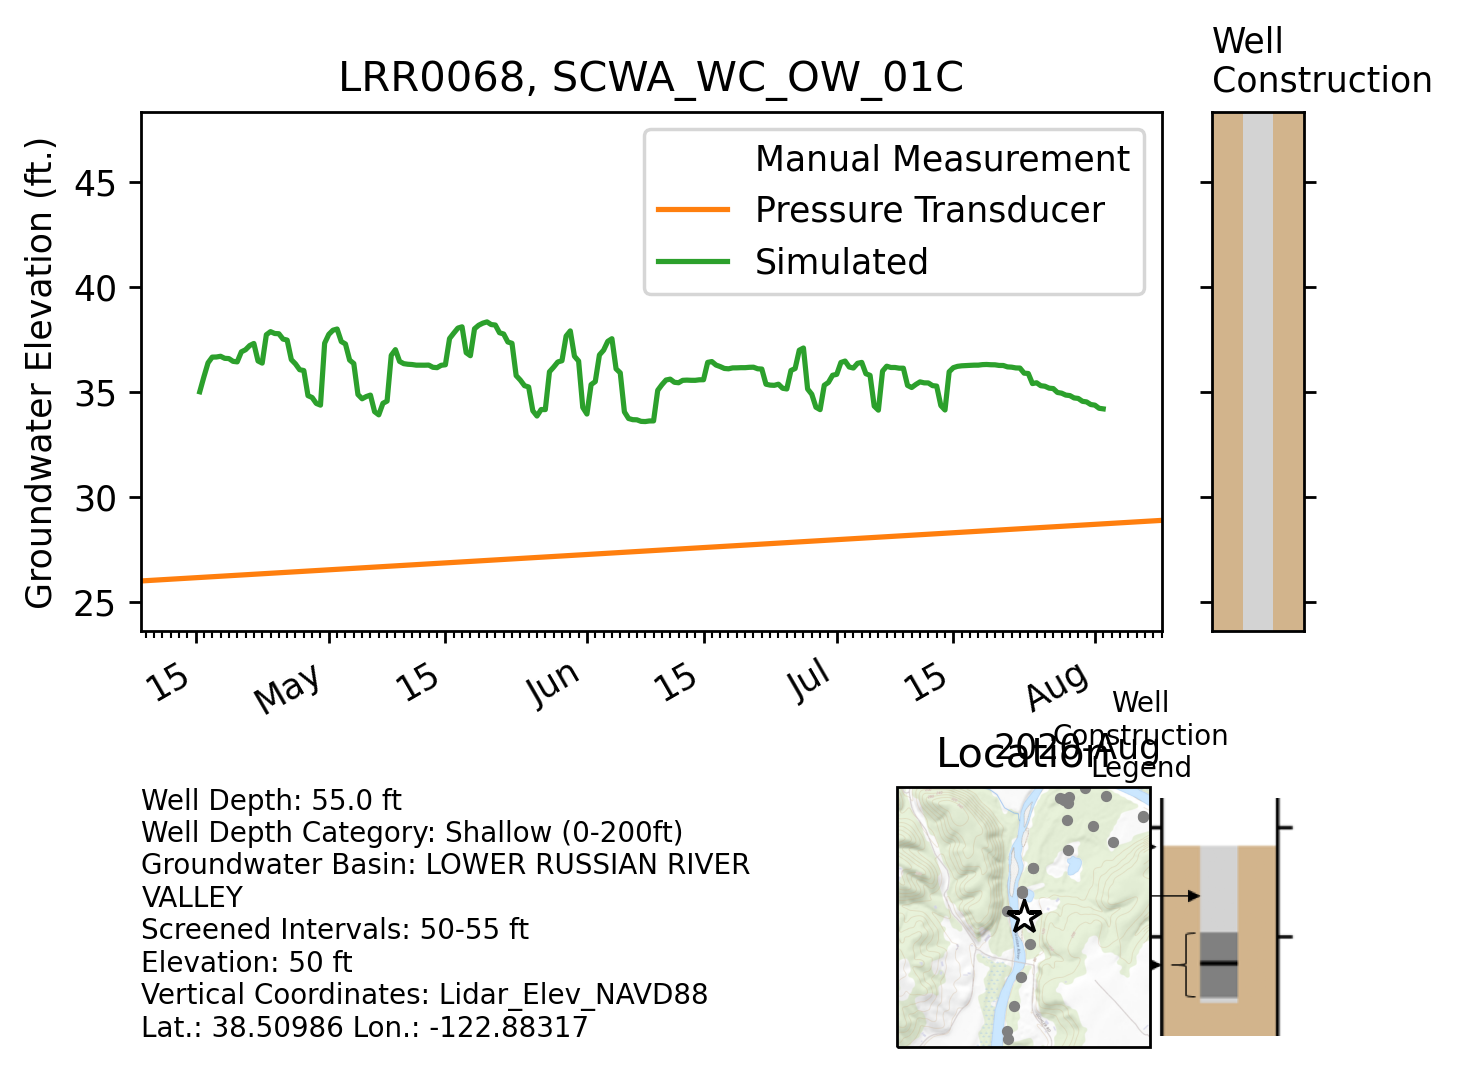 Well
Construction
LRR0068, SCWA_WC_OW_01C
Groundwater Elevation (ft.)
45
40
35
30
25
Manual Measurement
Pressure Transducer
Simulated
15
May
15
Jun
15
Jul
15
Aug
2020-Aug
Location
Well
Construction
Legend
Well Depth: 55.0 ft
Well Depth Category: Shallow (0-200ft)
Groundwater Basin: LOWER RUSSIAN RIVER
VALLEY
Screened Intervals: 50-55 ft
Elevation: 50 ft
Vertical Coordinates: Lidar_Elev_NAVD88
Lat.: 38.50986 Lon.: -122.88317